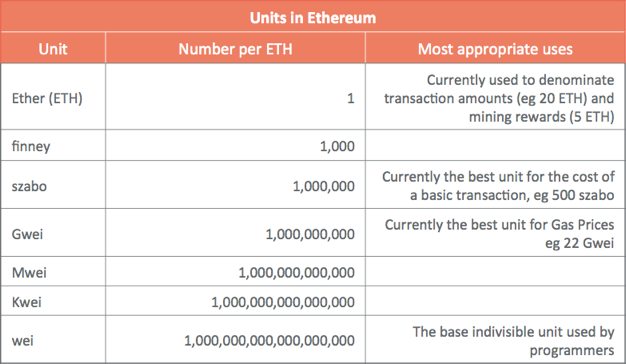 Units in Ethereum
Unit Number per ETH Most appropriate uses
Ether (ETH) 1 Currently used to denominate
transaction amounts (eg 20 ETH) and
mining rewards (5 ETH)
finney 1,000
szabo 1,000,000 Currently the best unit for the cost of
a basic transaction, eg 500 szabo
Gwei 1,000,000,000 Currently the best unit for Gas Prices
eg 22 Gwei
Mwei 1,000,000,000,000
Kwei 1,000,000,000,000,000
wei 1,000,000,000,000,000,000 The base indivisible unit used by
programmers